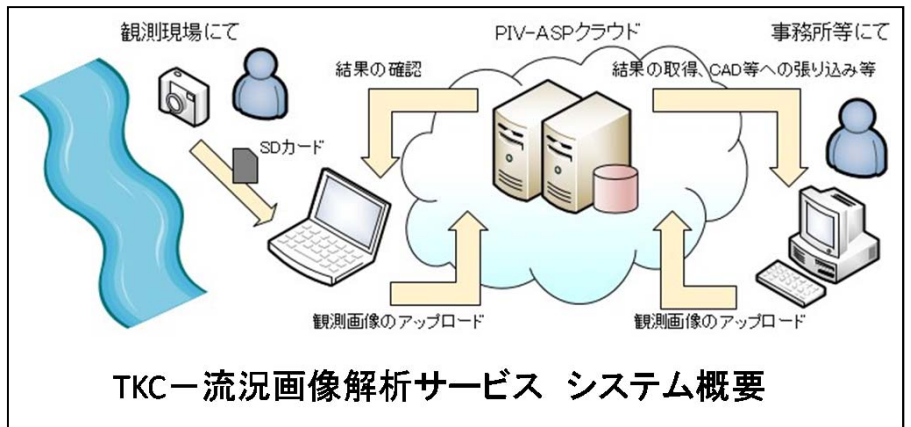 観測現場にて
PIV-ASPクラウド
事務所等にて
結果の確認
結果の取得、CAD等への張り込み等
SDカード
観測画像のアップロード
観測画像のアップロード
TKC－流況画像解析サービス システム概要